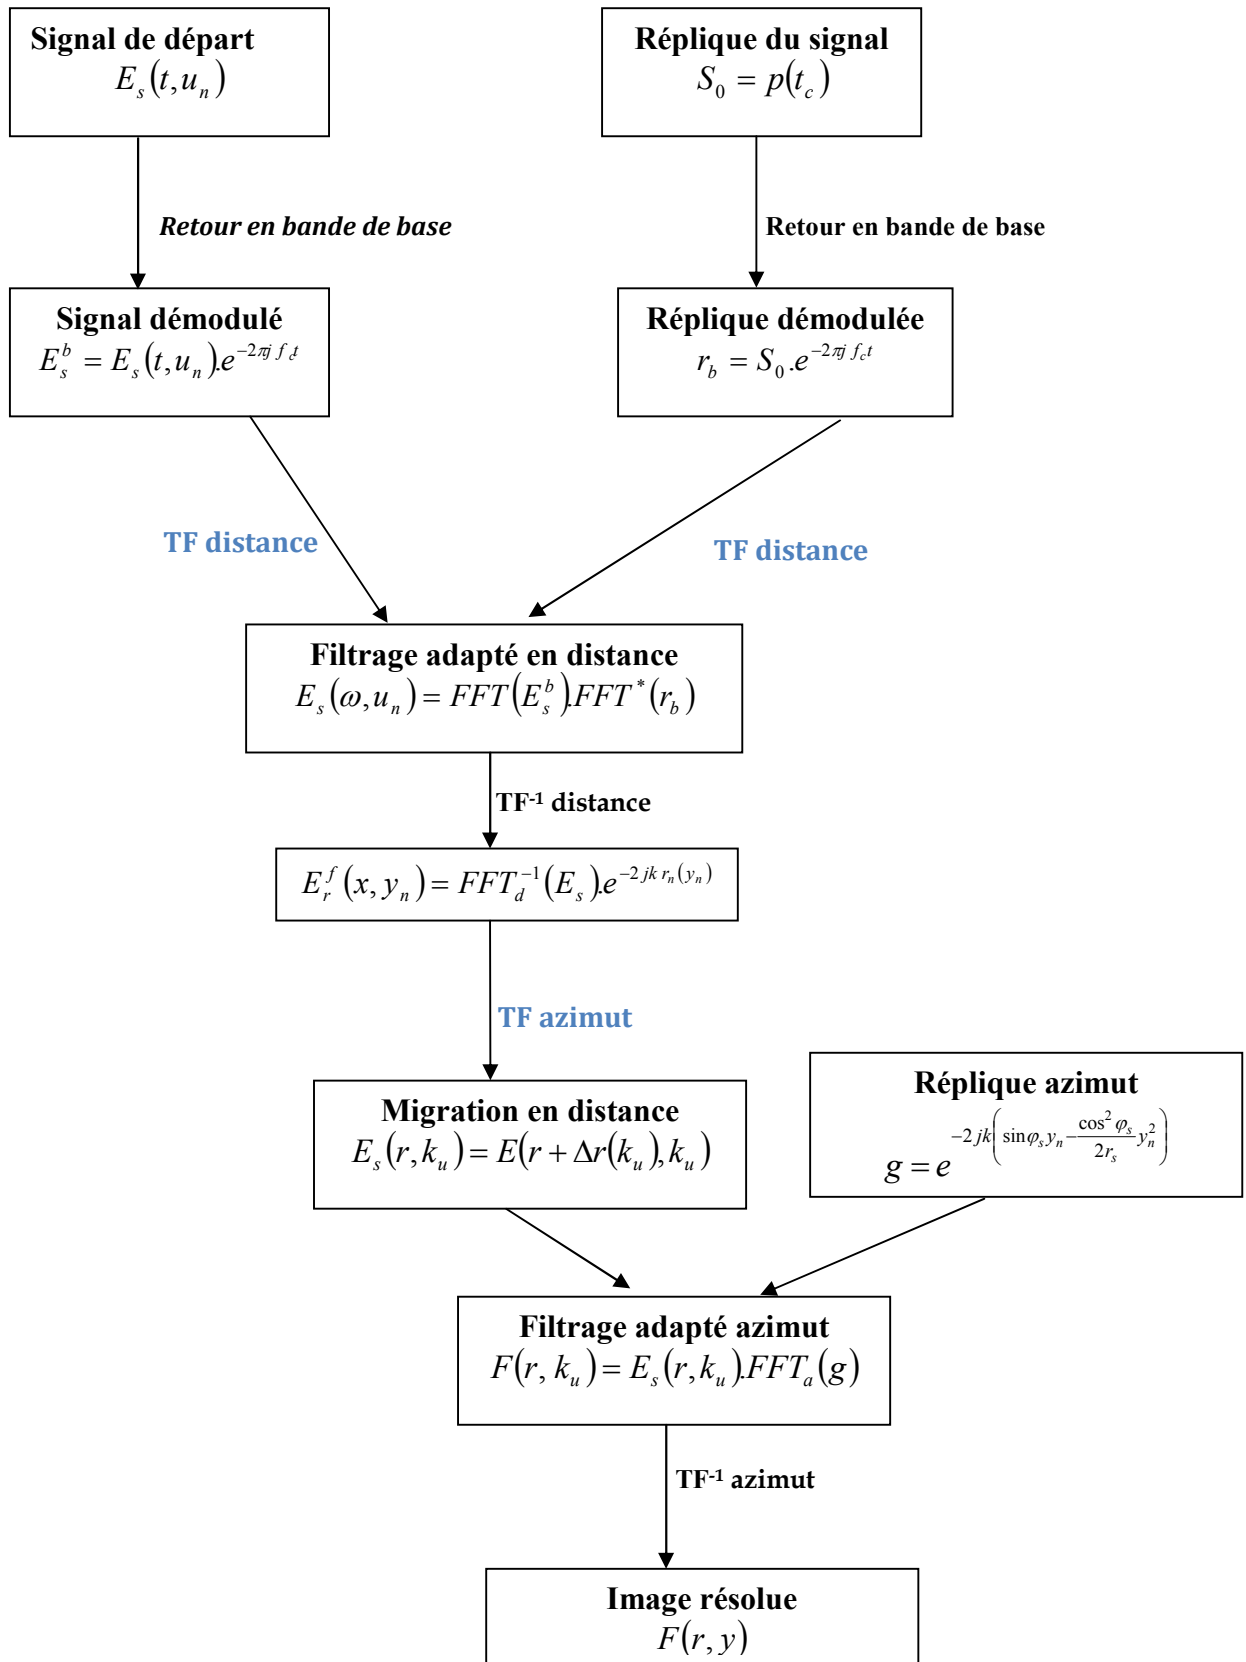 Signal de départ
E_s(t,u_n)
Réplique du signal
S_0 = p(t_c)
Retour en bande de base
Retour en bande de base
Signal démodulé
E_s^b = E_s(t,u_n).e^{-2πj f_c t}
Réplique démodulée
r_b = S_0.e^{-2πj f_c t}
TF distance
TF distance
Filtrage adapté en distance
E_s(ω,u_n) = FFT(E_s^b).FFT^*(r_b)
TF-1 distance
E_r^f(x,y_n) = FFT_d^{-1}(E_s).e^{-2jk r_n(y_n)}
TF azimut
Migration en distance
E_s(r,k_u) = E(r + Δr(k_u),k_u)
Réplique azimut
g = e^{-2jk(sinφ_s y_n - \frac{cos^2 φ_s}{2r_s} y_n^2)}
Filtrage adapté azimut
F(r,k_u) = E_s(r,k_u).FFT_a(g)
TF-1 azimut
Image résolue
F(r,y)